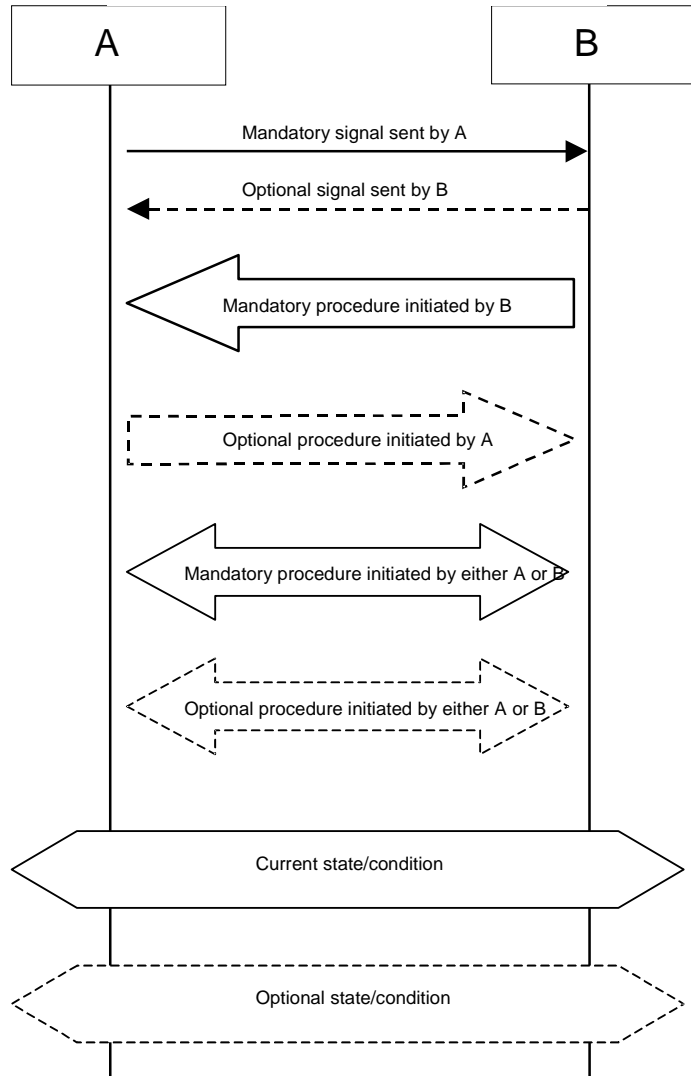 A
B
Mandatory signal sent by A
Optional signal sent by B
Mandatory procedure initiated by B
Optional procedure initiated by A
Mandatory procedure initiated by either A or B
Optional procedure initiated by either A or B
Current state/condition
Optional state/condition